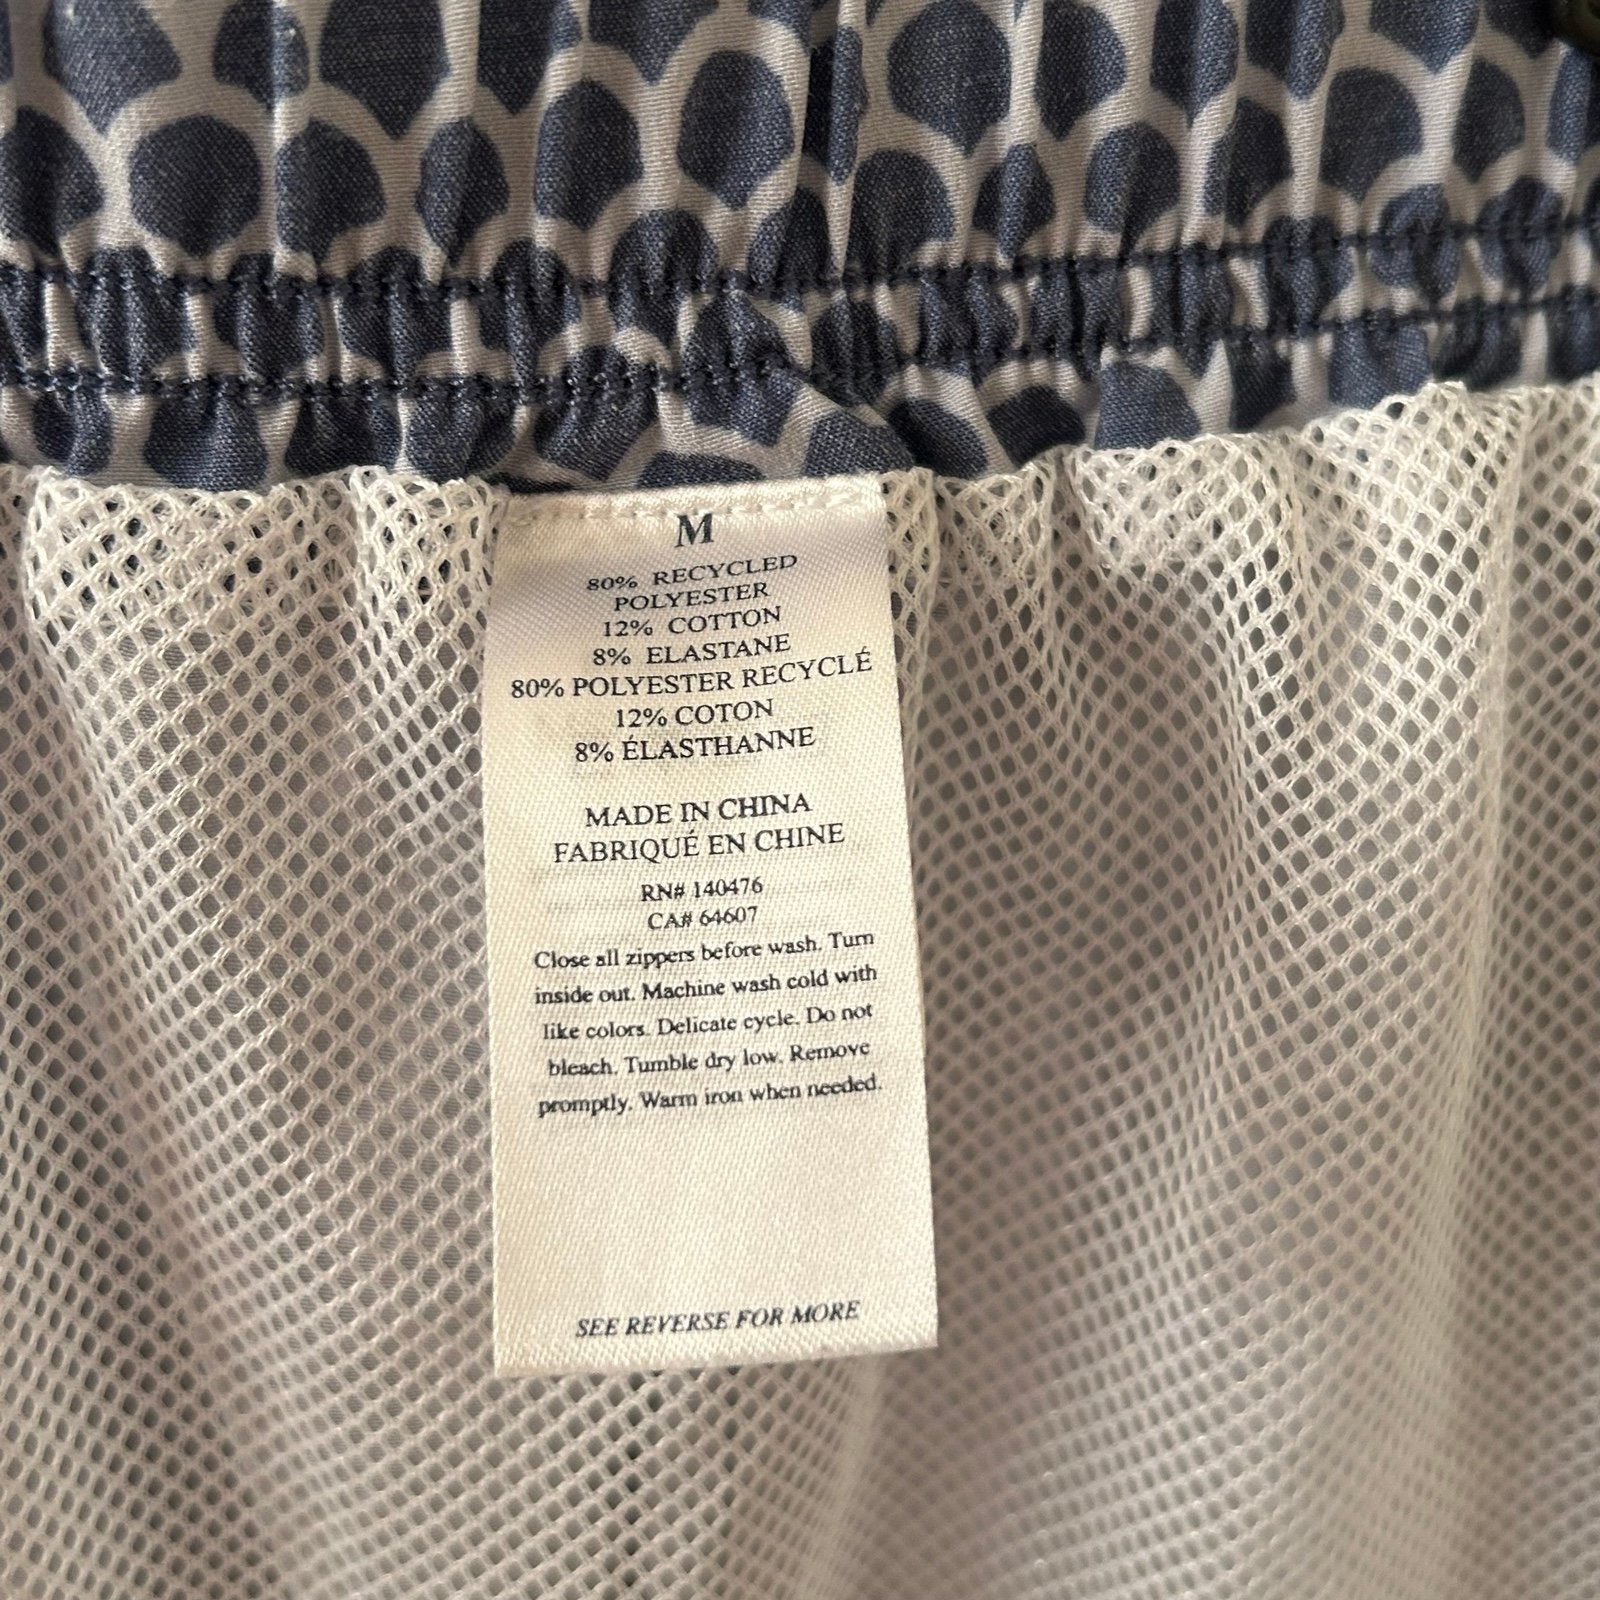 M
80% RECYCLED
POLYESTER
12% COTTON
8% ELASTANE
80% POLYESTER RECYCLÉ
12% COTON
8% ÉLASTHANNE
MADE IN CHINA
FABRIQUÉ EN CHINE
RN# 140476
CA# 64607
Close all zippers before wash. Turn
inside out. Machine wash cold with
like colors. Delicate cycle. Do not
bleach. Tumble dry low. Remove
promptly. Warm iron when needed.
SEE REVERSE FOR MORE